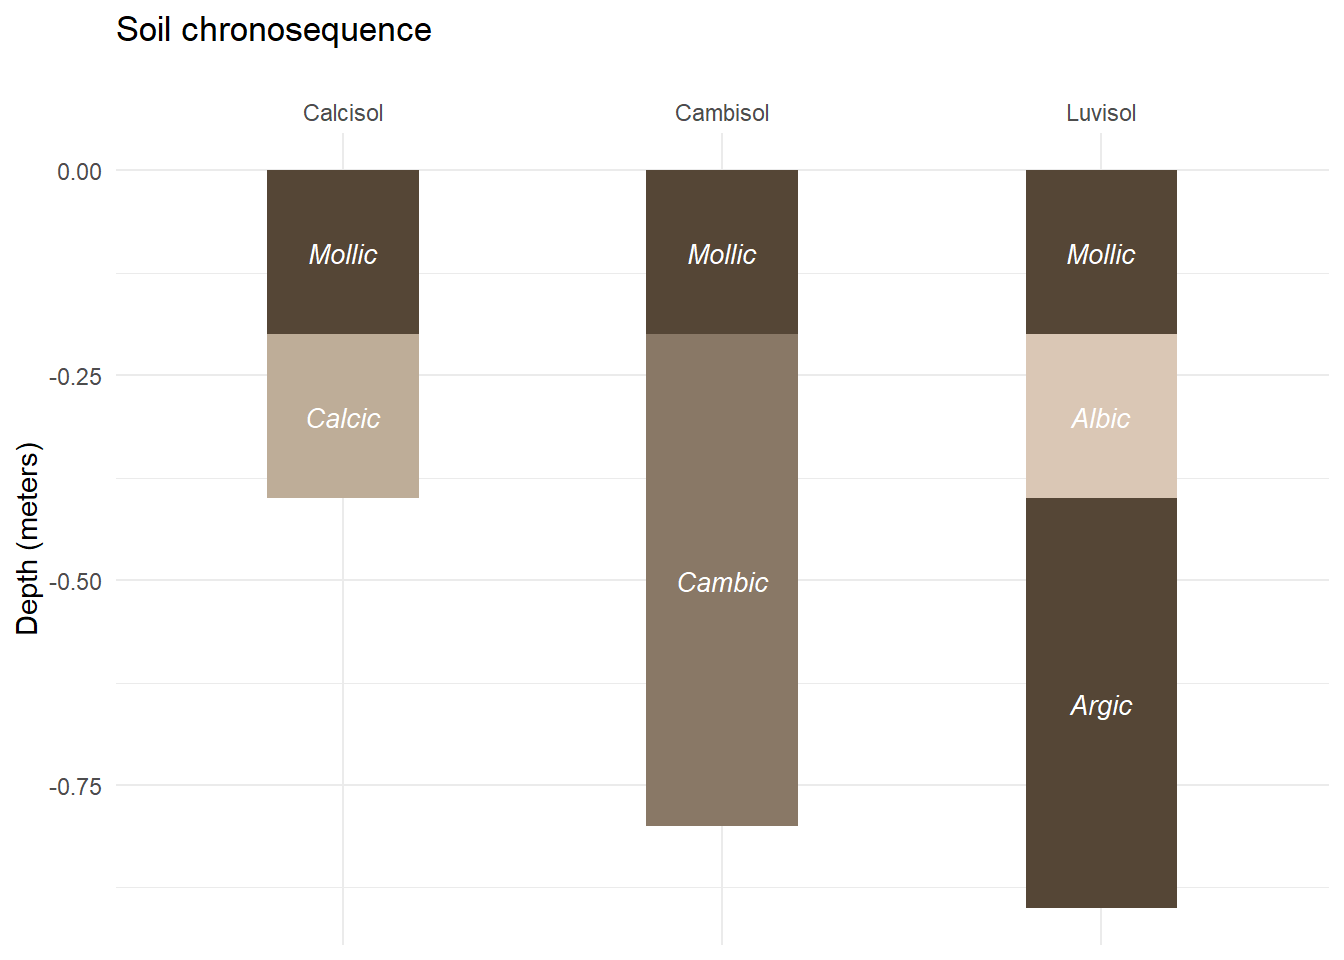 Soil chronosequence
Calcisol Cambisol Luvisol
0.00
Mollic Mollic Mollic
-0.25
Calcic Albic
Depth (meters)
-0.50
Cambic
Argic
-0.75